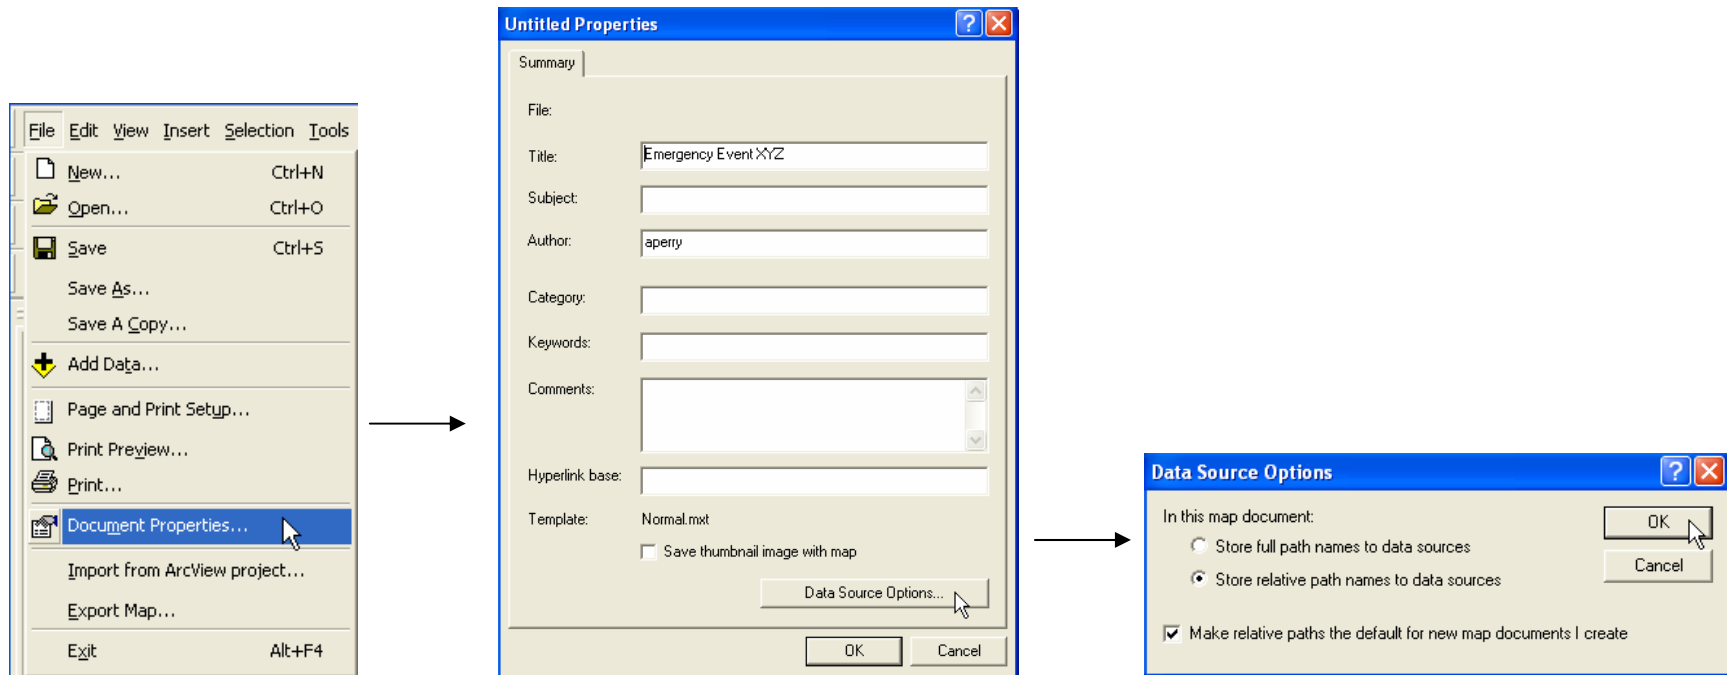 File Edit View Insert Selection Tools
New... Ctrl+N
Open... Ctrl+O
Save Ctrl+S
Save As...
Save A Copy...
Add Data...
Page and Print Setup...
Print Preview...
Print...
Document Properties...
Import from ArcView project...
Export Map...
Exit Alt+F4
Untitled Properties
Summary
File:
Title: Emergency Event XYZ
Subject:
Author: aperry
Category:
Keywords:
Comments:
Hyperlink base:
Template: Normal.mxt
Save thumbnail image with map
Data Source Options...
OK Cancel
Data Source Options
In this map document:
OK
Store full path names to data sources
Cancel
Store relative path names to data sources
Make relative paths the default for new map documents I create